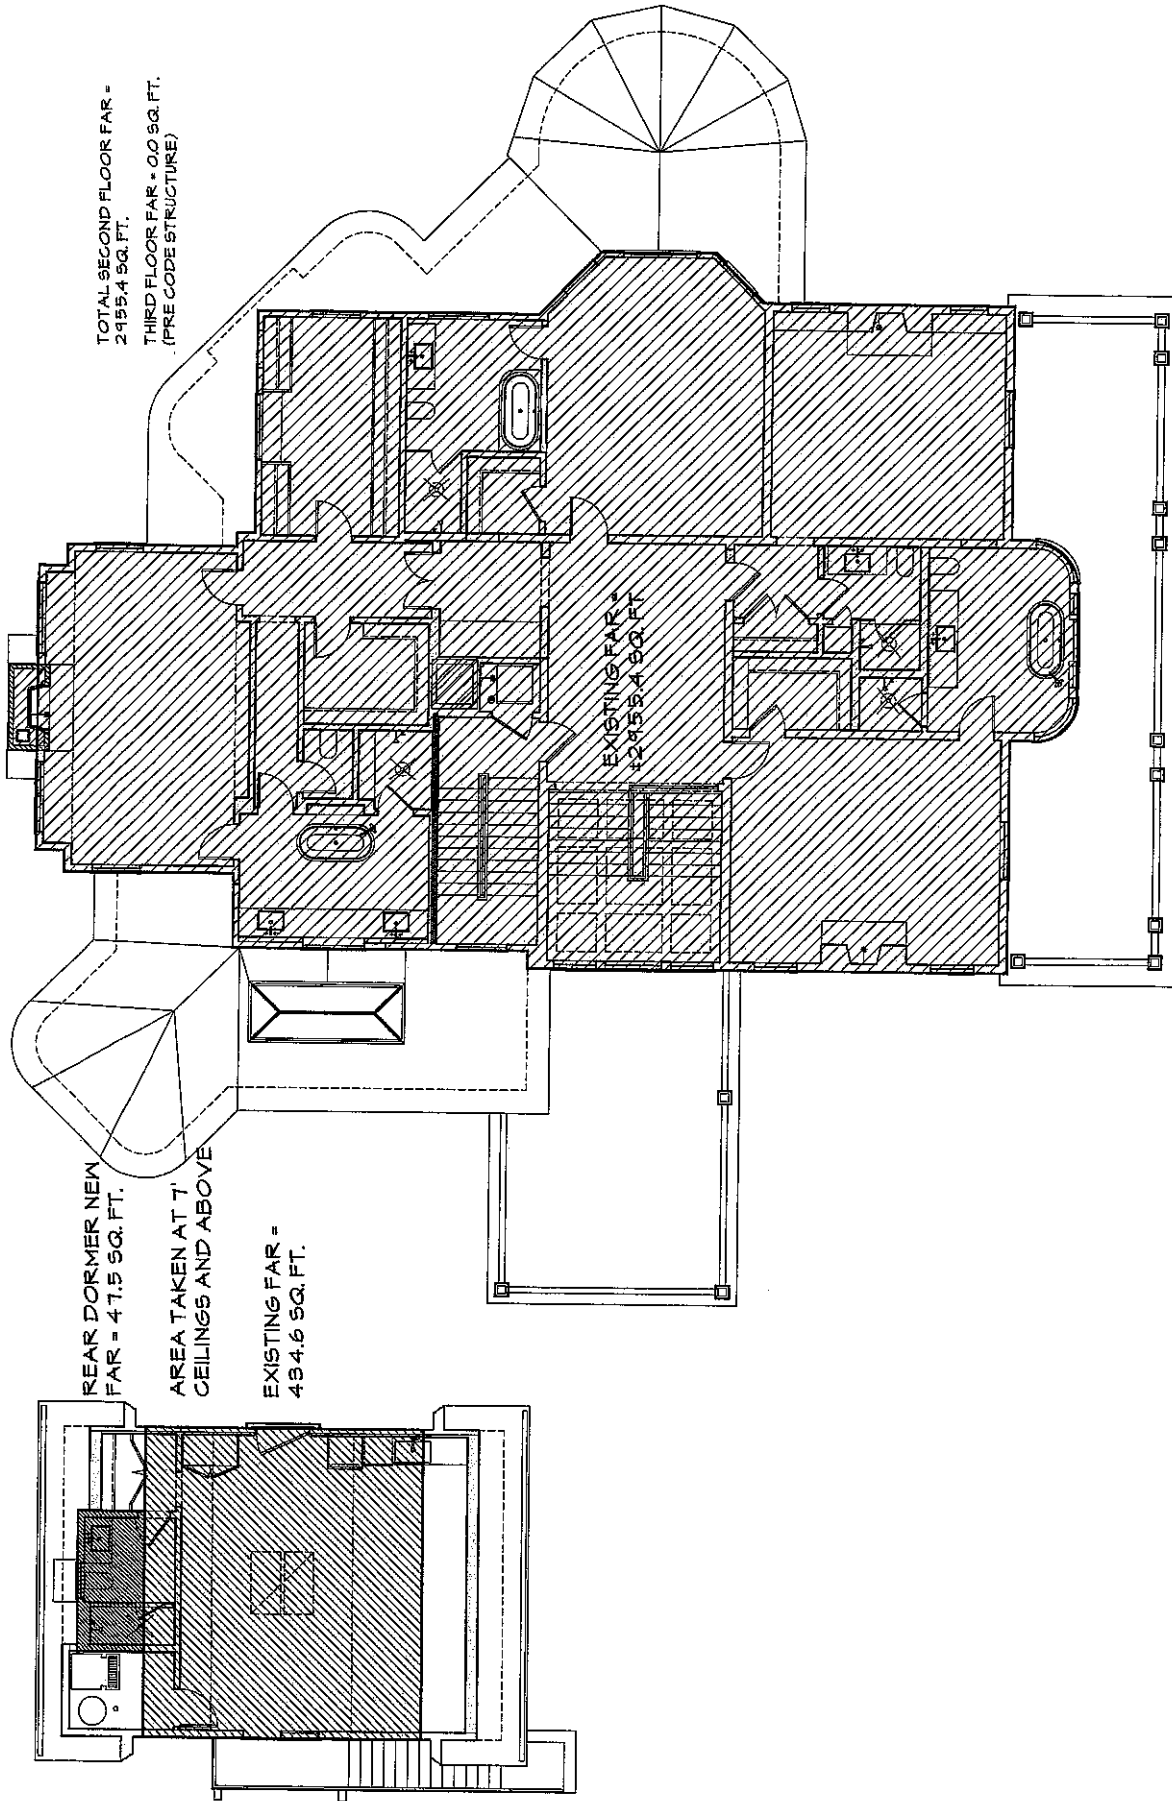 TOTAL SECOND FLOOR FAR =
2955.4 SQ. FT.
THIRD FLOOR FAR = 0.0 SQ. FT.
(PRE CODE STRUCTURE)
EXISTING FAR =
±2955.4 SQ. FT
REAR DORMER NEW
FAR = 47.5 SQ. FT.
AREA TAKEN AT 7'
CEILINGS AND ABOVE
EXISTING FAR =
434.6 SQ. FT.